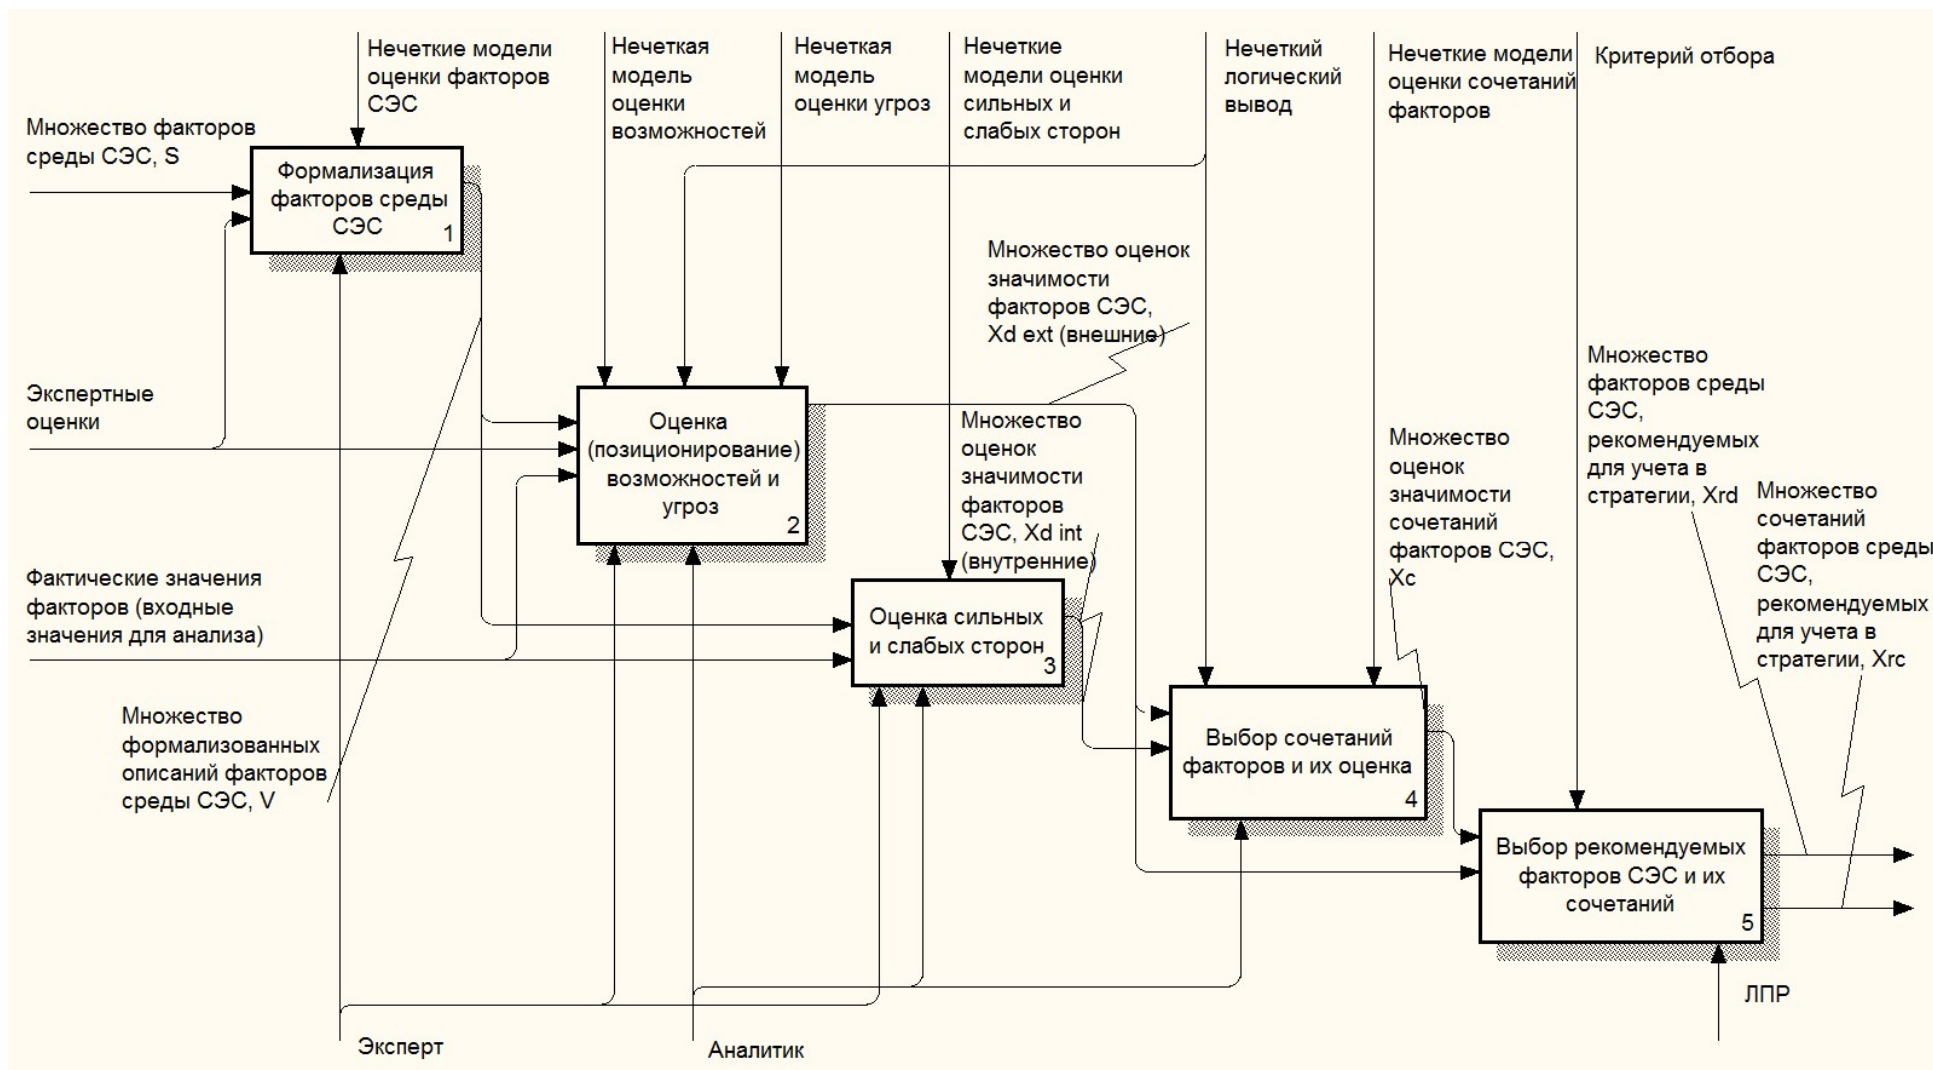 Нечеткие модели
оценки факторов
СЭС
Нечеткая
модель
оценки
возможностей
Нечеткая
модель
оценки угроз
Нечеткие
модели оценки
сильных и
слабых сторон
Нечеткий
логический
вывод
Нечеткие модели
оценки сочетаний
факторов
Критерий отбора
Множество факторов
среды СЭС, S
Формализация
факторов среды
СЭС
1
Множество оценок
значимости
факторов СЭС,
Xd ext (внешние)
Экспертные
оценки
Оценка
(позиционирование)
возможностей и
угроз
2
Множество
оценок
значимости
факторов
СЭС, Xd int
(внутренние)
Множество
оценок
значимости
сочетаний
факторов СЭС,
Xc
Множество
факторов среды
СЭС,
рекомендуемых
для учета в
стратегии, Xrd
Множество
сочетаний
факторов среды
СЭС,
рекомендуемых
для учета в
стратегии, Xrc
Фактические значения
факторов (входные
значения для анализа)
Оценка сильных
и слабых сторон
3
Множество
формализованных
описаний факторов
среды СЭС, V
Выбор сочетаний
факторов и их оценка
4
Выбор рекомендуемых
факторов СЭС и их
сочетаний
5
ЛПР
Эксперт
Аналитик